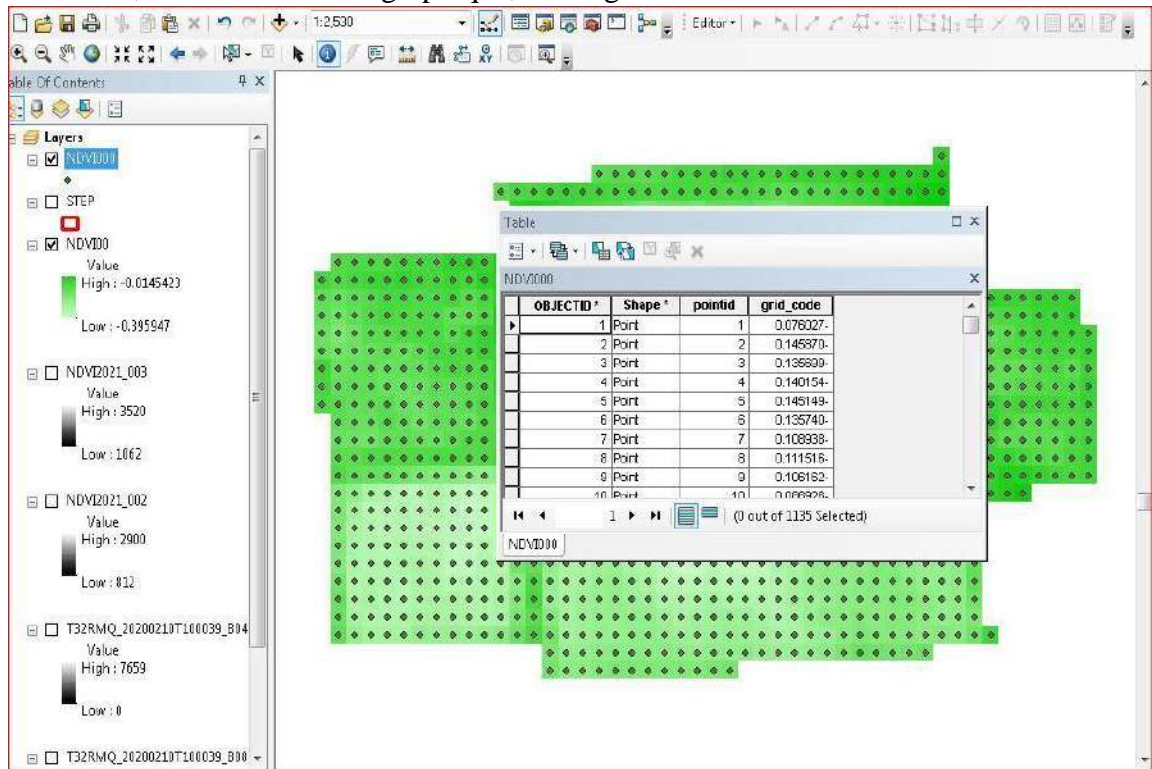 1:2,530
Editor
able Of Contents
Layers
NDVI000
STEP
NDVI00
Value
High : -0.0145423
Low : -0.395947
NDVI2021_003
Value
High : 3520
Low : 1062
NDVI2021_002
Value
High : 2900
Low : 812
T32RMQ_20200210T100039_B04
Value
High : 7659
Low : 0
T32RMQ_20200210T100039_B08
Table
NDVI000
OBJECTID * Shape * pointid grid_code
1 Point 1 0.076027-
2 Point 2 0.145870-
3 Point 3 0.135699-
4 Point 4 0.140154-
5 Point 5 0.145149-
6 Point 6 0.135740-
7 Point 7 0.108938-
8 Point 8 0.111516-
9 Point 9 0.106162-
10 Point 10
1 (0 out of 1135 Selected)
NDVI000